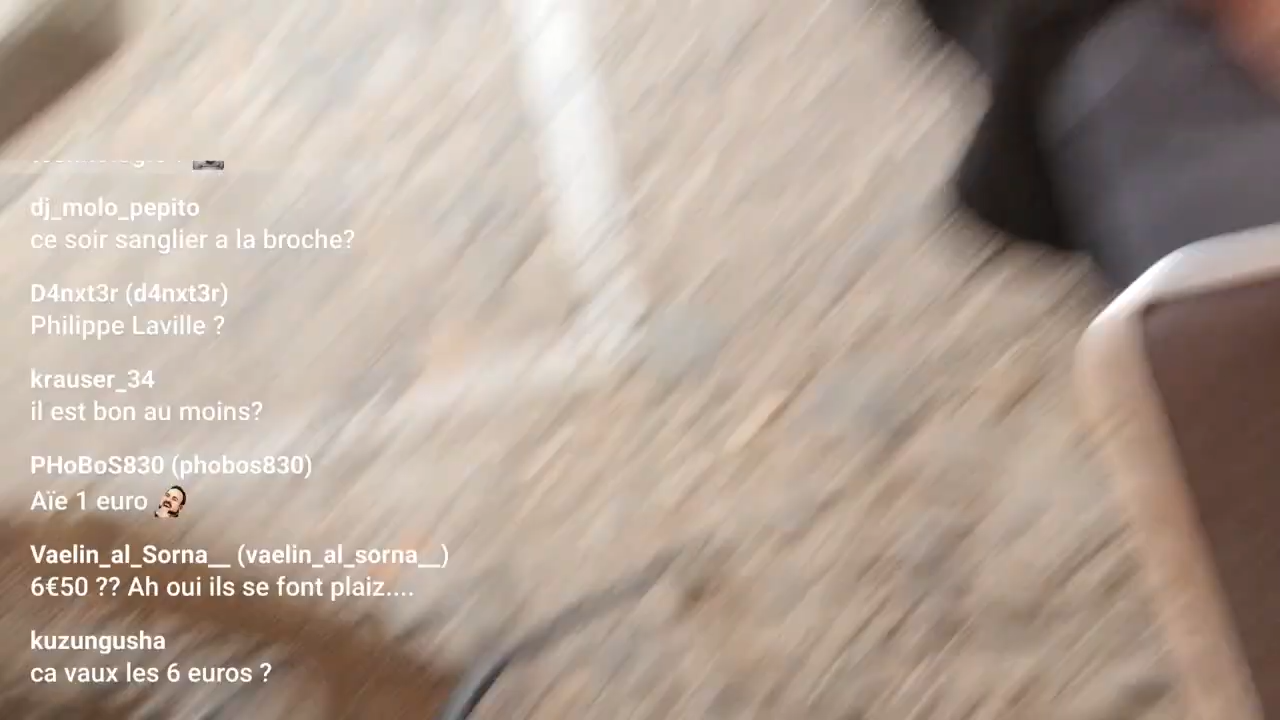 dj_molo_pepito
ce soir sanglier a la broche?
D4nxt3r (d4nxt3r)
Philippe Laville ?
krauser_34
il est bon au moins?
PHoBoS830 (phobos830)
Aïe 1 euro
Vaelin_al_Sorna__ (vaelin_al_sorna__)
6€50 ?? Ah oui ils se font plaiz....
kuzungusha
ca vaux les 6 euros ?